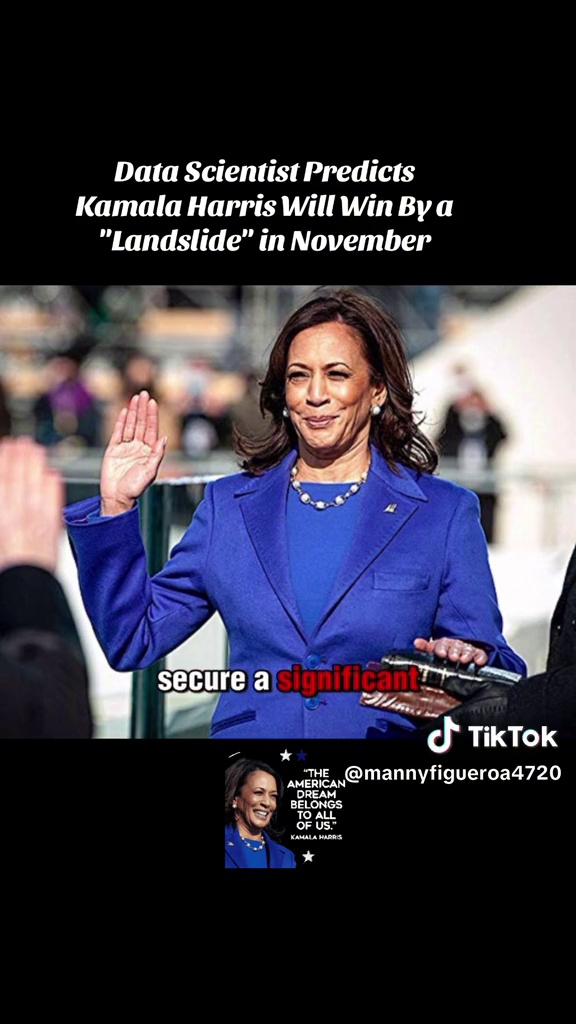 Data Scientist Predicts
Kamala Harris Will Win By a
"Landslide" in November
secure a significant
TikTok
@mannyfigueroa4720
"THE
AMERICAN
DREAM
BELONGS
TO ALL
OF US."
KAMALA HARRIS